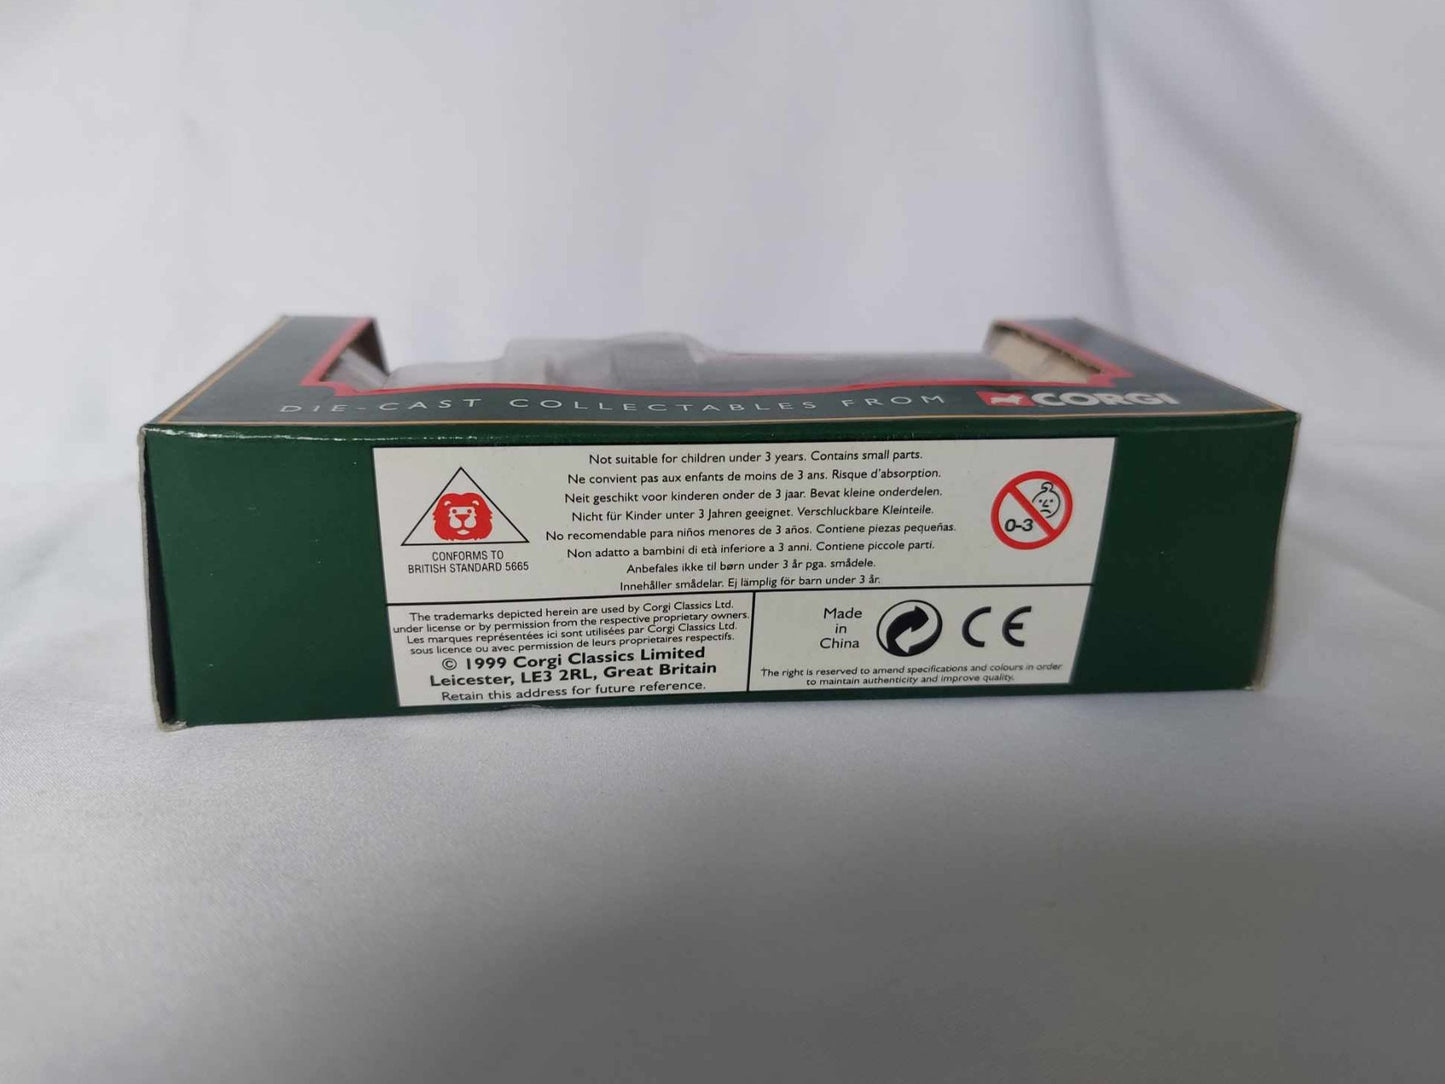 DIE-CAST COLLECTABLES FROM CORGI
Not suitable for children under 3 years. Contains small parts.
Ne convient pas aux enfants de moins de 3 ans. Risque d'absorption.
Neit geschikt voor kinderen onder de 3 jaar. Bevat kleine onderdelen.
Nicht für Kinder unter 3 Jahren geeignet. Verschluckbare Kleinteile.
No recomendable para niños menores de 3 años. Contiene piezas pequeñas.
Non adatto a bambini di età inferiore a 3 anni. Contiene piccole parti.
Anbefales ikke til børn under 3 år pga. smådele.
Innehåller smådelar. Ej lämplig för barn under 3 år.
CONFORMS TO
BRITISH STANDARD 5665
0-3
The trademarks depicted herein are used by Corgi Classics Ltd.
under license or by permission from the respective proprietary owners.
Les marques représentées ici sont utilisées par Corgi Classics Ltd.
sous licence ou avec permission de leurs proprietaires respectifs.
© 1999 Corgi Classics Limited
Leicester, LE3 2RL, Great Britain
Retain this address for future reference.
Made
in
China
CE
The right is reserved to amend specifications and colours in order
to maintain authenticity and improve quality.